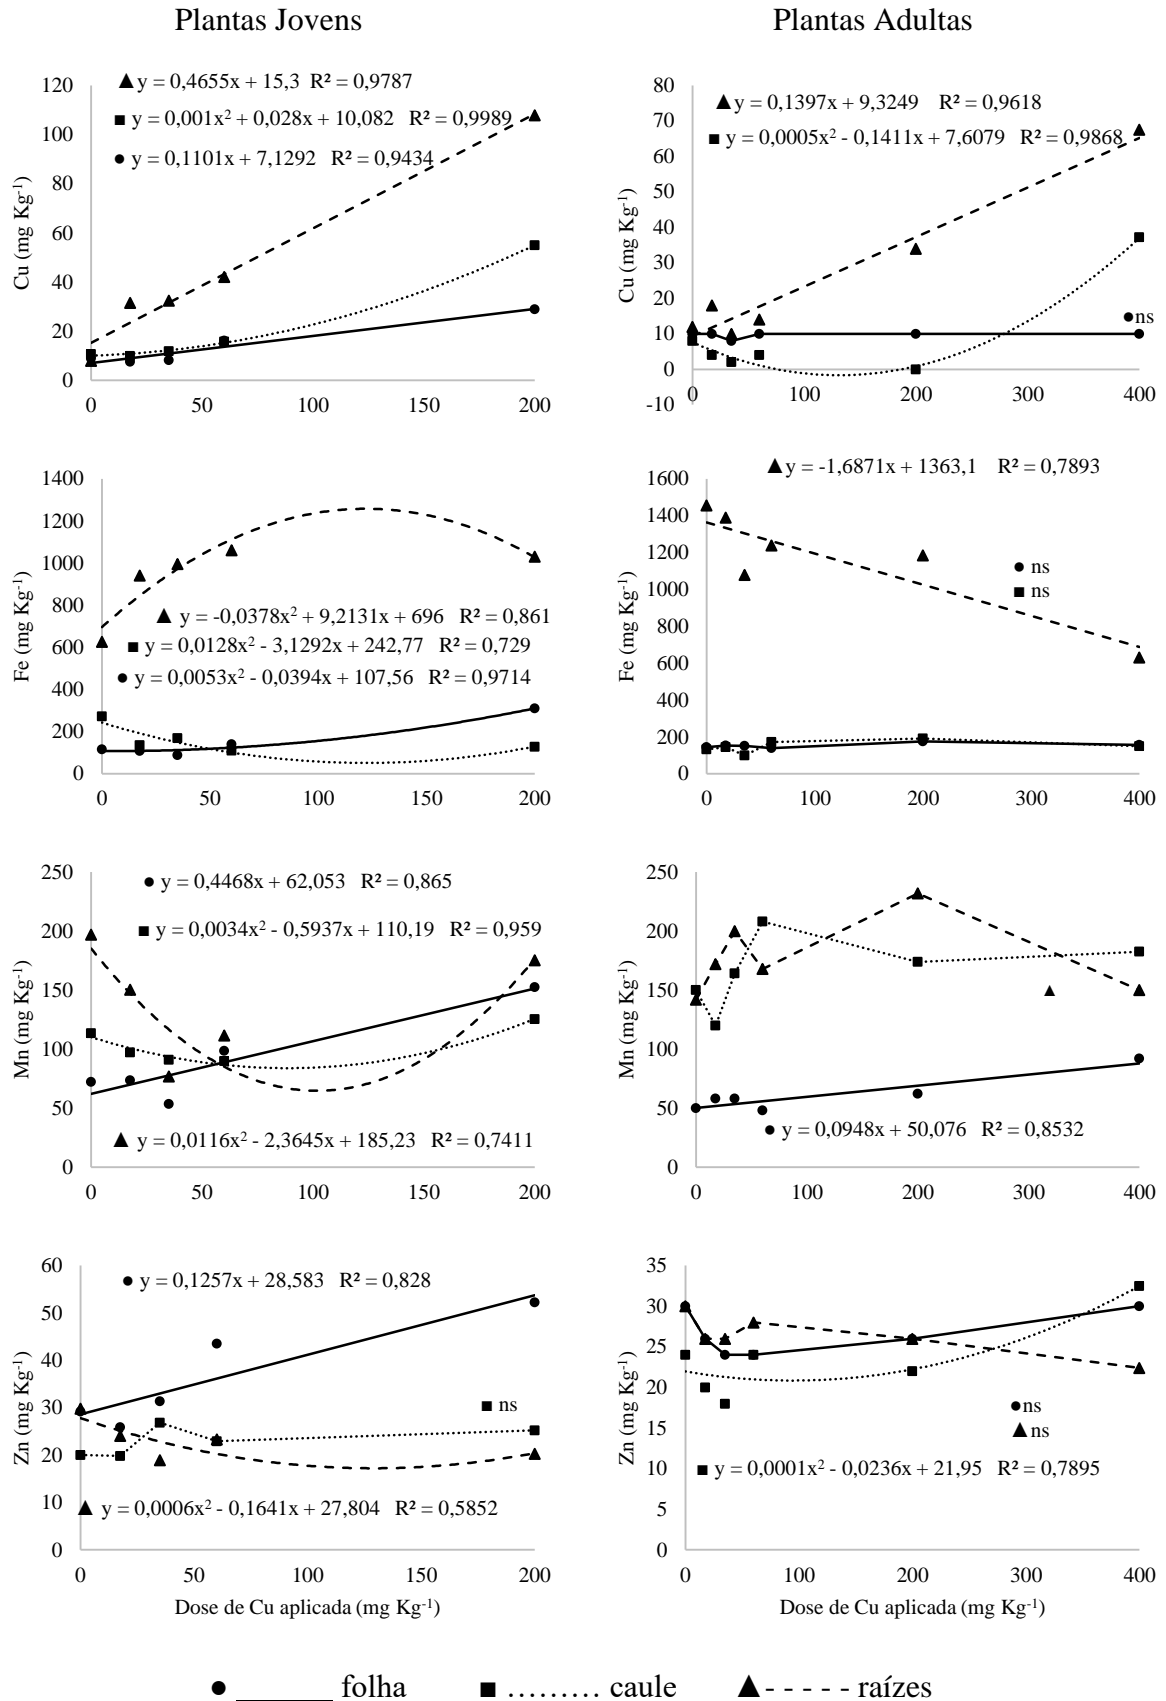 Plantas Jovens
Plantas Adultas
y = 0,4655x + 15,3 R² = 0,9787
y = 0,001x² + 0,028x + 10,082 R² = 0,9989
y = 0,1101x + 7,1292 R² = 0,9434
Cu (mg Kg⁻¹)
120
100
80
60
40
20
0
0 50 100 150 200
y = 0,1397x + 9,3249 R² = 0,9618
y = 0,0005x² - 0,1411x + 7,6079 R² = 0,9868
ns
Cu (mg Kg⁻¹)
80
70
60
50
40
30
20
10
0
-10
0 100 200 300 400
y = -0,0378x² + 9,2131x + 696 R² = 0,861
y = 0,0128x² - 3,1292x + 242,77 R² = 0,729
y = 0,0053x² - 0,0394x + 107,56 R² = 0,9714
Fe (mg Kg⁻¹)
1400
1200
1000
800
600
400
200
0
0 50 100 150 200
y = -1,6871x + 1363,1 R² = 0,7893
ns
ns
Fe (mg Kg⁻¹)
1600
1400
1200
1000
800
600
400
200
0
0 100 200 300 400
y = 0,4468x + 62,053 R² = 0,865
y = 0,0034x² - 0,5937x + 110,19 R² = 0,959
y = 0,0116x² - 2,3645x + 185,23 R² = 0,7411
Mn (mg Kg⁻¹)
250
200
150
100
50
0
0 50 100 150 200
y = 0,0948x + 50,076 R² = 0,8532
Mn (mg Kg⁻¹)
250
200
150
100
50
0
0 100 200 300 400
y = 0,1257x + 28,583 R² = 0,828
ns
y = 0,0006x² - 0,1641x + 27,804 R² = 0,5852
Zn (mg Kg⁻¹)
60
50
40
30
20
10
0
0 50 100 150 200
Dose de Cu aplicada (mg Kg⁻¹)
ns
ns
y = 0,0001x² - 0,0236x + 21,95 R² = 0,7895
Zn (mg Kg⁻¹)
35
30
25
20
15
10
5
0
0 100 200 300 400
Dose de Cu aplicada (mg Kg⁻¹)
folha caule raízes